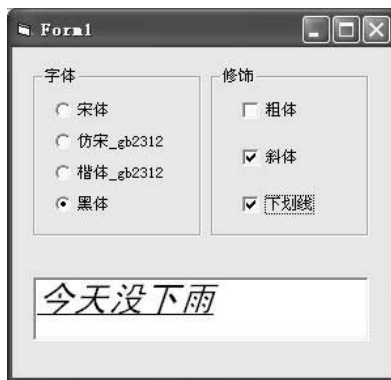 Form1
字体
宋体
仿宋_gb2312
楷体_gb2312
黑体
修饰
粗体
斜体
下划线
今天没下雨